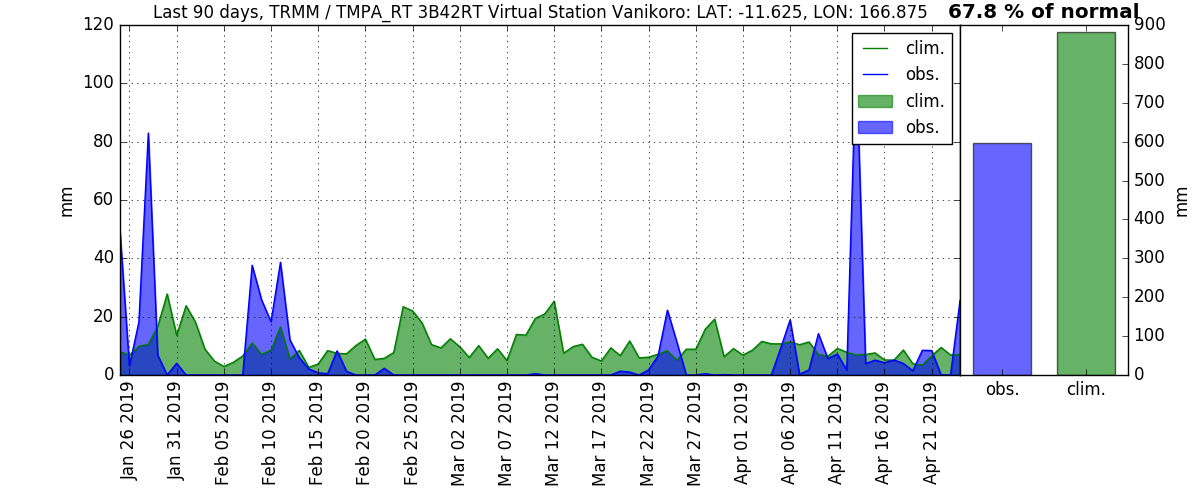 Last 90 days, TRMM / TMPA_RT 3B42RT Virtual Station Vanikoro: LAT: -11.625, LON: 166.875
67.8 % of normal
120
100
80
60
40
20
0
mm
clim.
obs.
clim.
obs.
900
800
700
600
500
400
300
200
100
0
mm
obs.
clim.
Jan 26 2019
Jan 31 2019
Feb 05 2019
Feb 10 2019
Feb 15 2019
Feb 20 2019
Feb 25 2019
Mar 02 2019
Mar 07 2019
Mar 12 2019
Mar 17 2019
Mar 22 2019
Mar 27 2019
Apr 01 2019
Apr 06 2019
Apr 11 2019
Apr 16 2019
Apr 21 2019